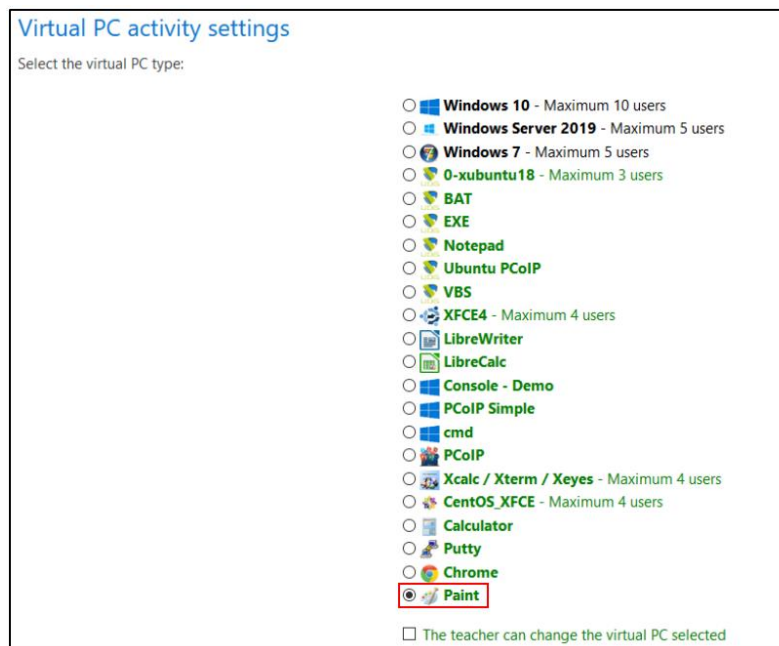 Virtual PC activity settings
Select the virtual PC type:
Windows 10 - Maximum 10 users
Windows Server 2019 - Maximum 5 users
Windows 7 - Maximum 5 users
0-xubuntu18 - Maximum 3 users
BAT
EXE
Notepad
Ubuntu PCoIP
VBS
XFCE4 - Maximum 4 users
LibreWriter
LibreCalc
Console - Demo
PCoIP Simple
cmd
PCoIP
Xcalc / Xterm / Xeyes - Maximum 4 users
CentOS_XFCE - Maximum 4 users
Calculator
Putty
Chrome
Paint
The teacher can change the virtual PC selected